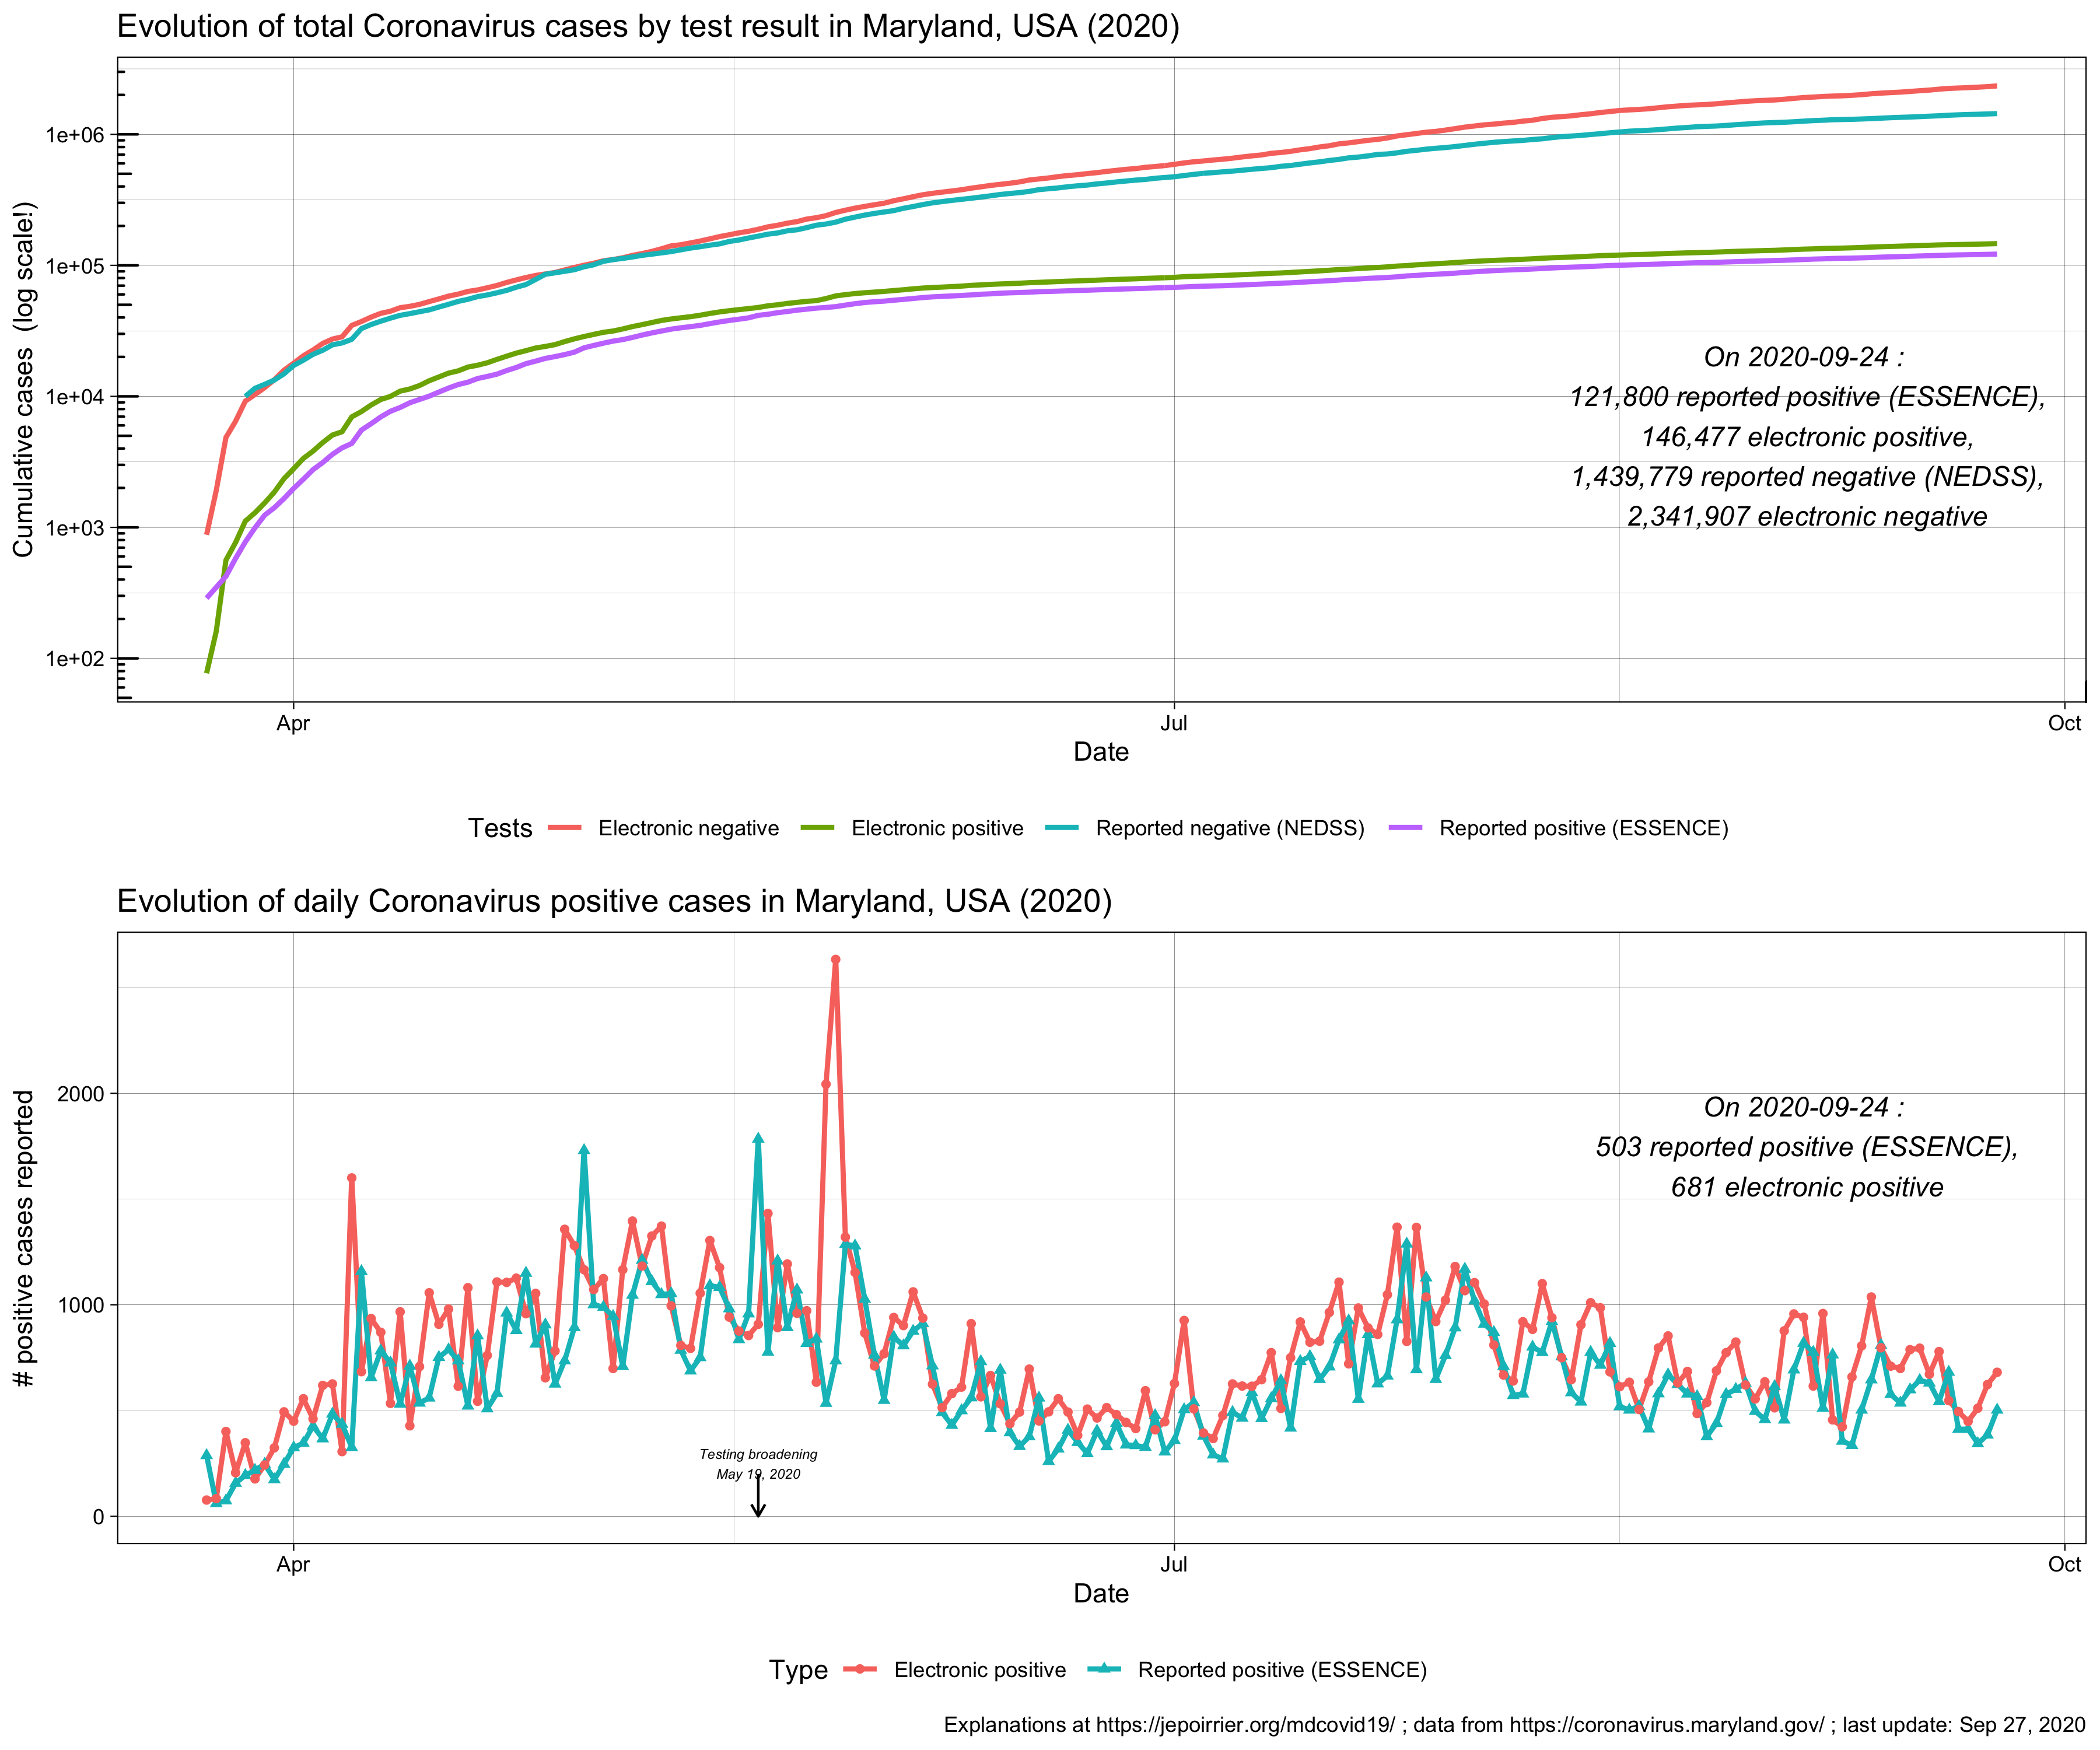 Evolution of total Coronavirus cases by test result in Maryland, USA (2020)
Cumulative cases (log scale!)
1e+06
1e+05
1e+04
1e+03
1e+02
On 2020-09-24 :
121,800 reported positive (ESSENCE),
146,477 electronic positive,
1,439,779 reported negative (NEDSS),
2,341,907 electronic negative
Apr Jul Oct
Date
Tests Electronic negative Electronic positive Reported negative (NEDSS) Reported positive (ESSENCE)
Evolution of daily Coronavirus positive cases in Maryland, USA (2020)
# positive cases reported
2000
1000
0
On 2020-09-24 :
503 reported positive (ESSENCE),
681 electronic positive
Testing broadening
May 19, 2020
Apr Jul Oct
Date
Type Electronic positive Reported positive (ESSENCE)
Explanations at https://jepoirrier.org/mdcovid19/ ; data from https://coronavirus.maryland.gov/ ; last update: Sep 27, 2020